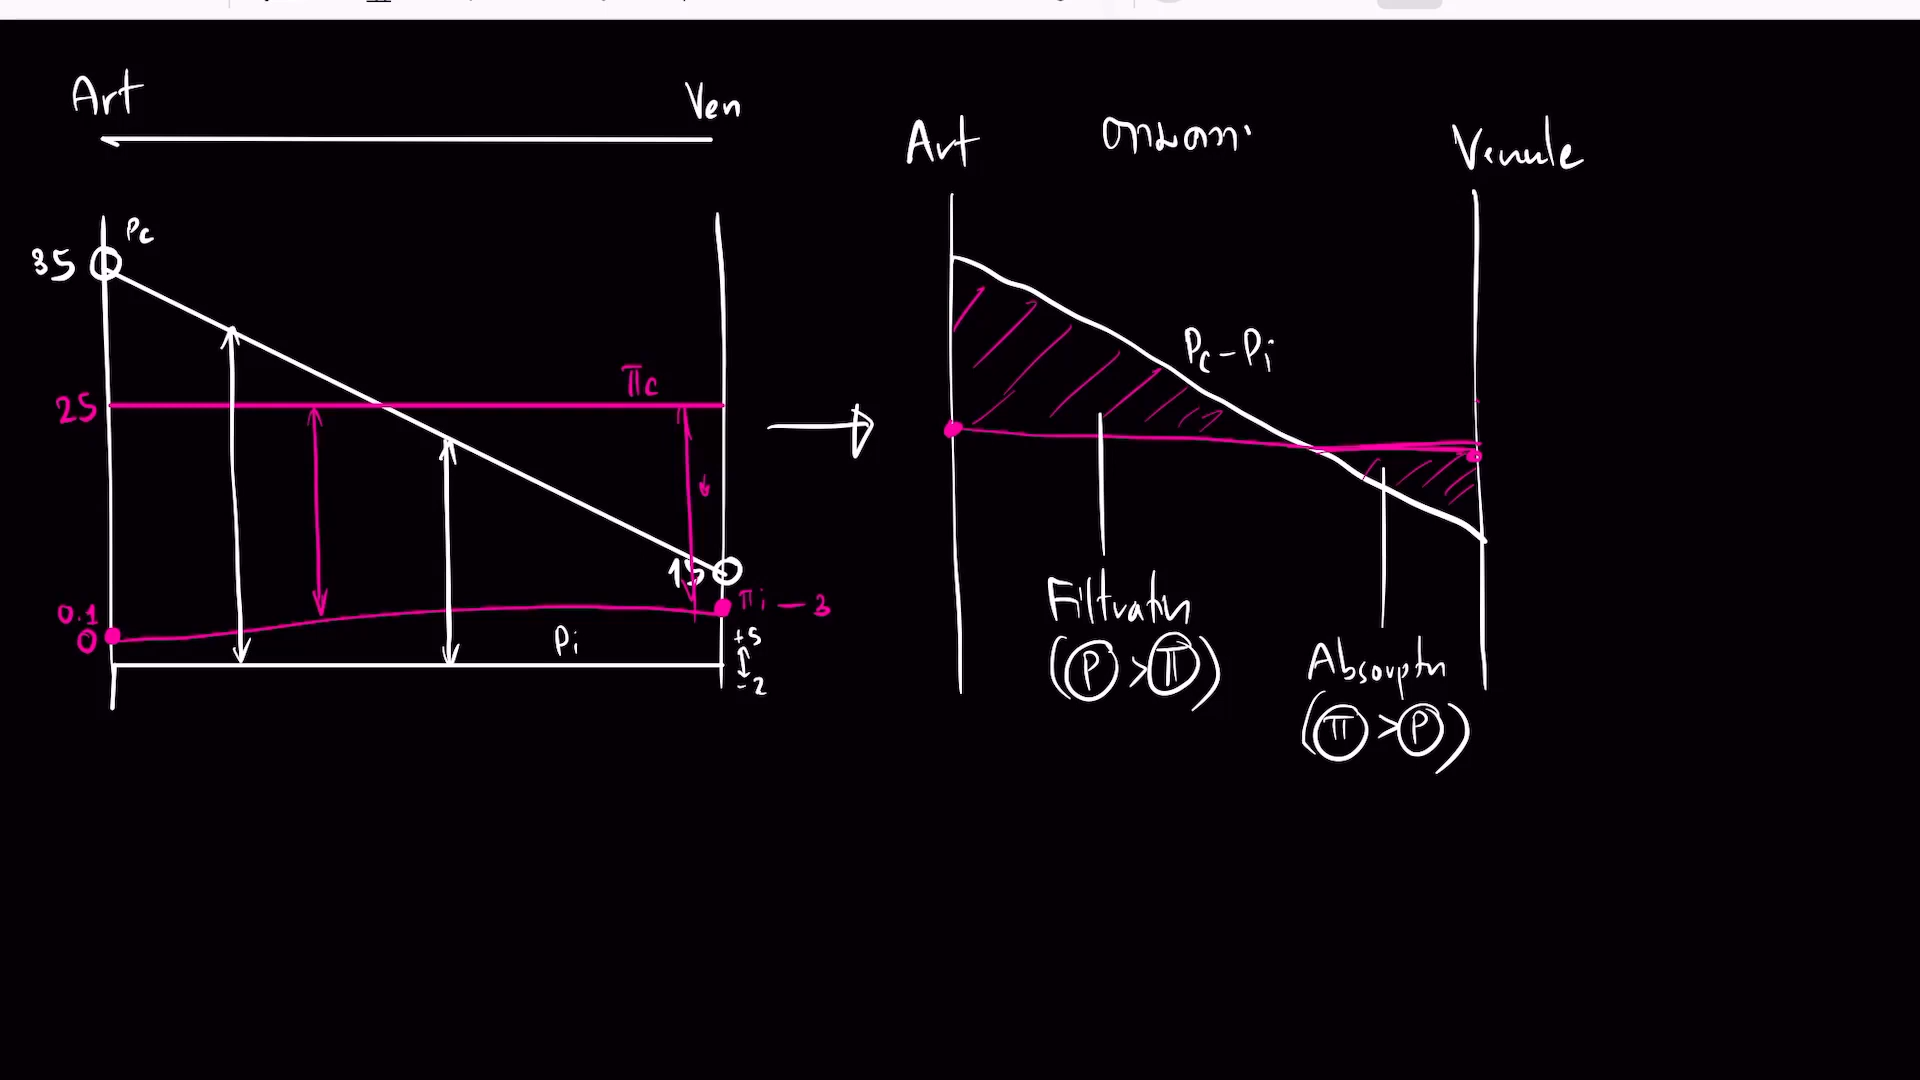 Art
Ven
Pc
35
πc
25
15
0.1
0
πi - 3
Pi
+5
-2
Art
Venule
Pc - Pi
Filtratn
(P > π)
Absorptn
(π > P)